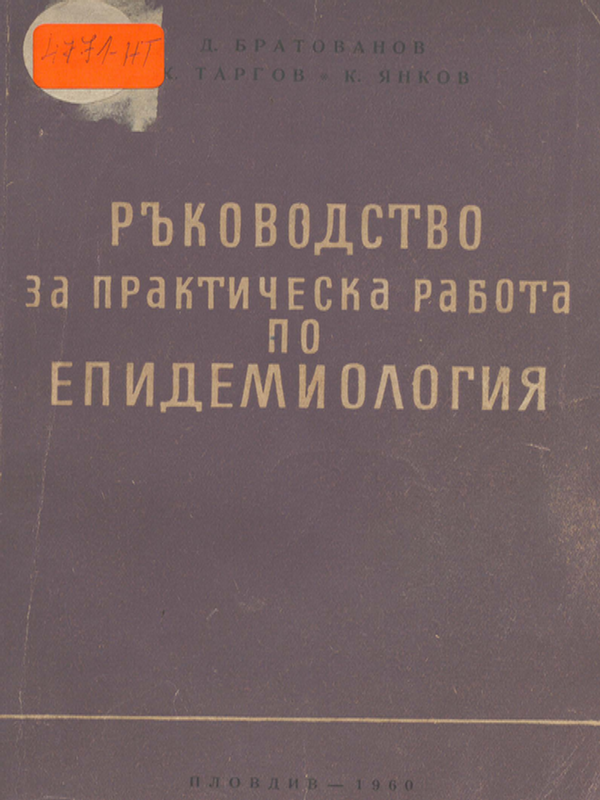 4771-НТ
Д. БРАТОВАНОВ
Х. ТАРГОВ • К. ЯНКОВ
РЪКОВОДСТВО
ЗА ПРАКТИЧЕСКА РАБОТА
ПО
ЕПИДЕМИОЛОГИЯ
ПЛОВДИВ — 1960